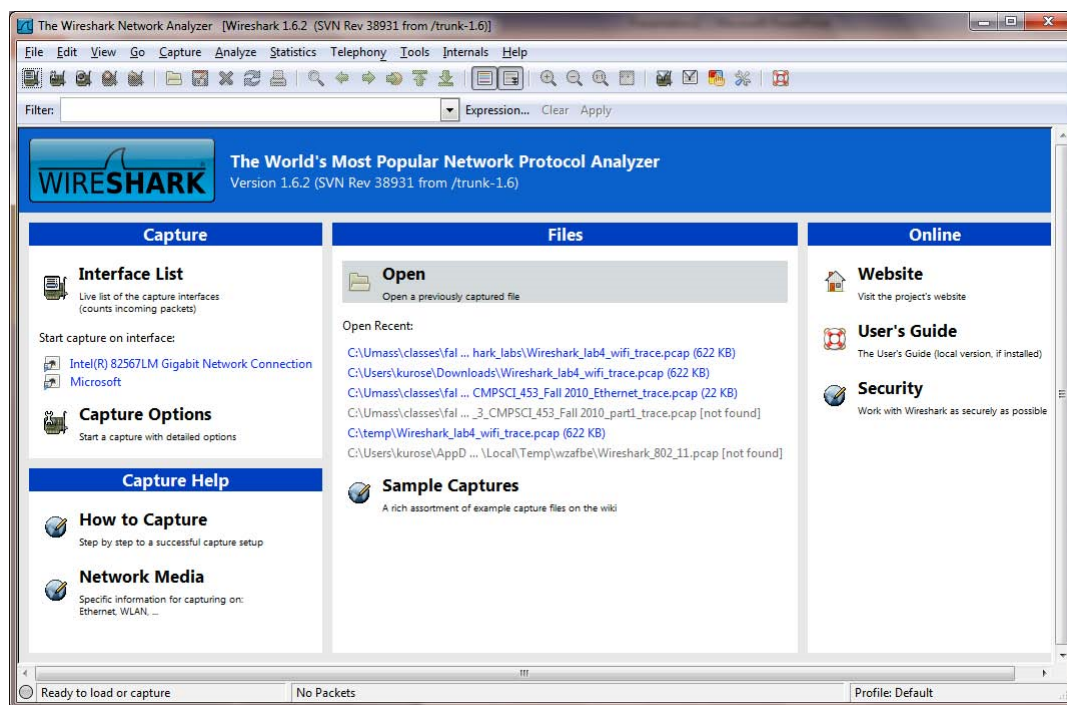 The Wireshark Network Analyzer [Wireshark 1.6.2 (SVN Rev 38931 from /trunk-1.6)]
File Edit View Go Capture Analyze Statistics Telephony Tools Internals Help
Filter: Expression... Clear Apply
WIRESHARK
The World's Most Popular Network Protocol Analyzer
Version 1.6.2 (SVN Rev 38931 from /trunk-1.6)
Capture
Interface List
Live list of the capture interfaces
(counts incoming packets)
Start capture on interface:
Intel(R) 82567LM Gigabit Network Connection
Microsoft
Capture Options
Start a capture with detailed options
Capture Help
How to Capture
Step by step to a successful capture setup
Network Media
Specific information for capturing on:
Ethernet, WLAN, ...
Files
Open
Open a previously captured file
Open Recent:
C:\Umass\classes\fal ... hark_labs\Wireshark_lab4_wifi_trace.pcap (622 KB)
C:\Users\kurose\Downloads\Wireshark_lab4_wifi_trace.pcap (622 KB)
C:\Umass\classes\fal ... CMPSCI_453_Fall 2010_Ethernet_trace.pcap (22 KB)
C:\Umass\classes\fal ... _3_CMPSCI_453_Fall 2010_part1_trace.pcap [not found]
C:\temp\Wireshark_lab4_wifi_trace.pcap (622 KB)
C:\Users\kurose\AppD ... \Local\Temp\wzafbe\Wireshark_802_11.pcap [not found]
Sample Captures
A rich assortment of example capture files on the wiki
Online
Website
Visit the project's website
User's Guide
The User's Guide (local version, if installed)
Security
Work with Wireshark as securely as possible
Ready to load or capture
No Packets
Profile: Default